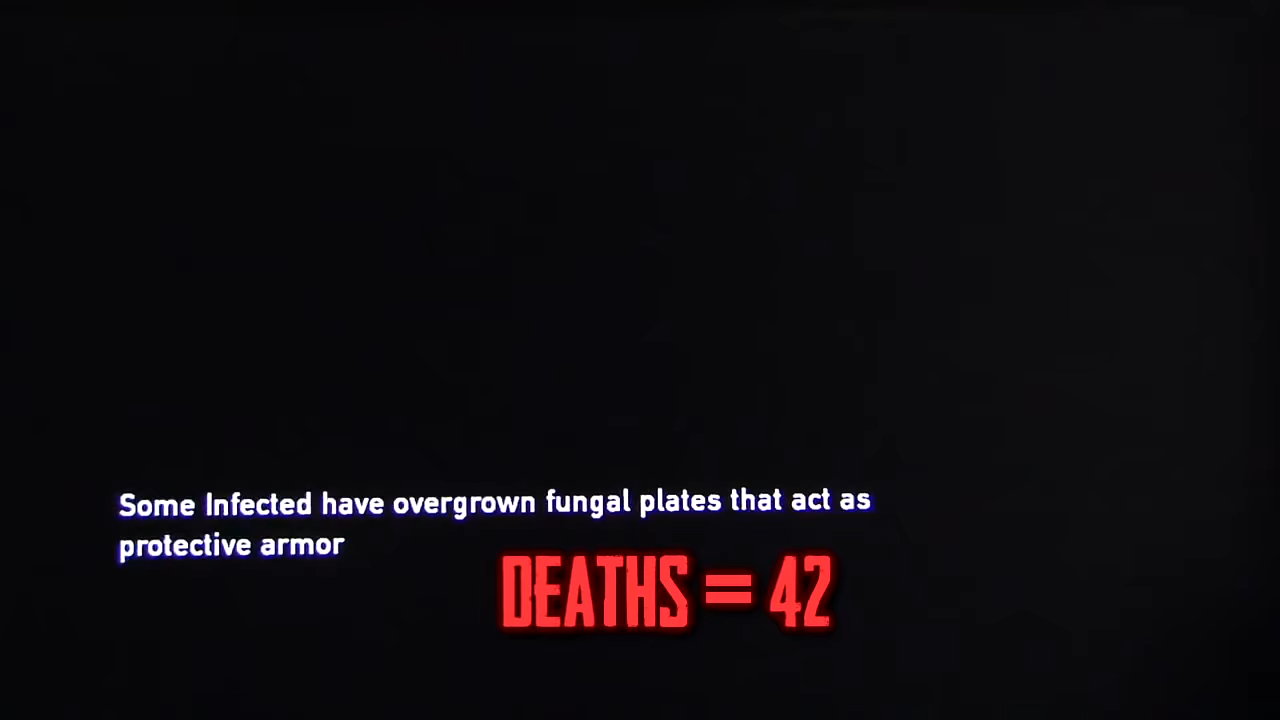 Some Infected have overgrown fungal plates that act as
protective armor
DEATHS = 42